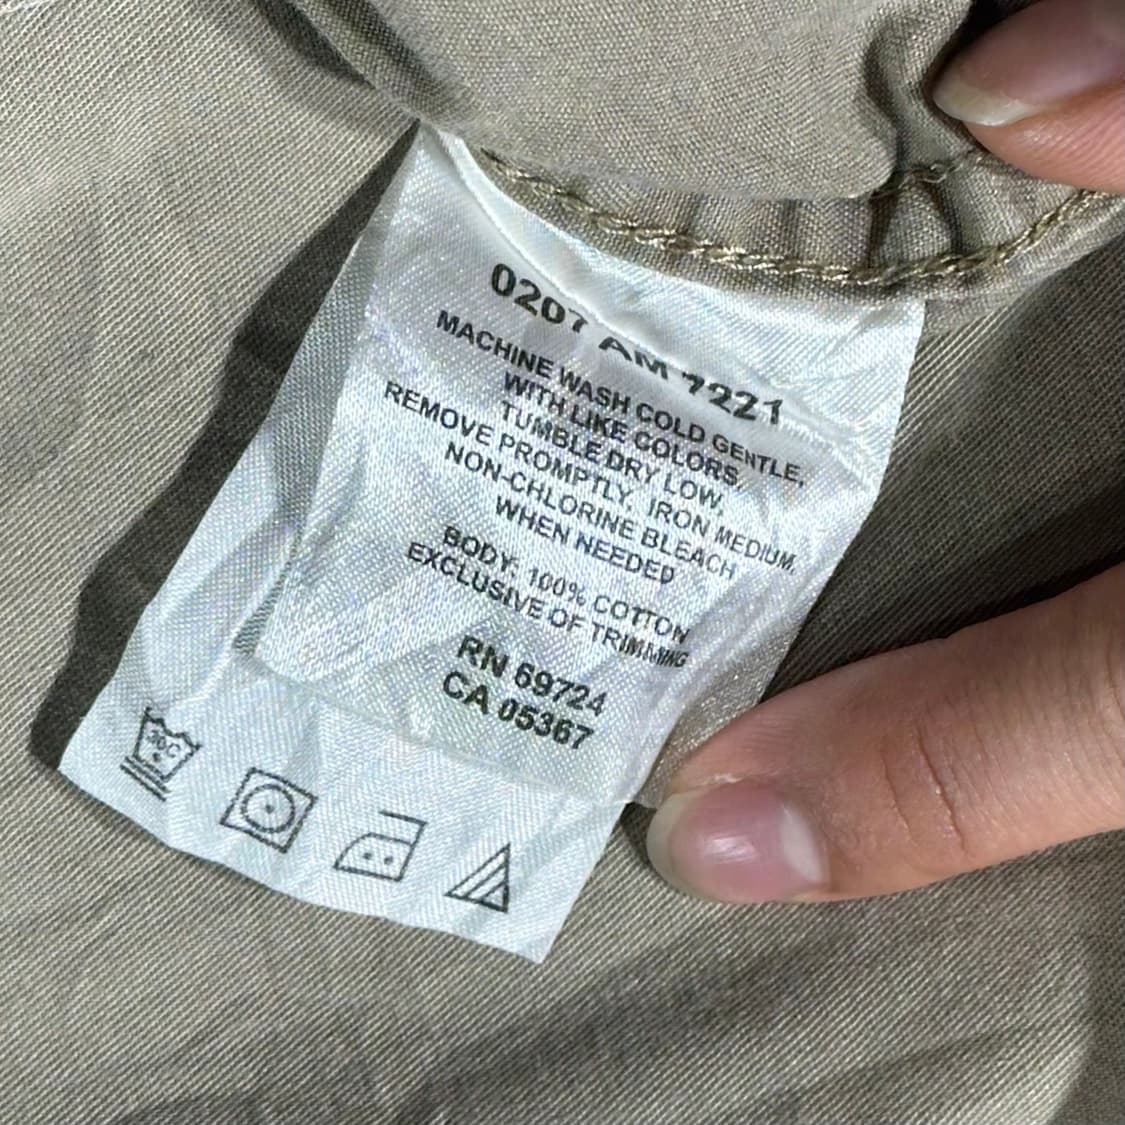 0207 AM 7221
MACHINE WASH COLD GENTLE,
WITH LIKE COLORS.
TUMBLE DRY LOW,
REMOVE PROMPTLY. IRON MEDIUM.
NON-CHLORINE BLEACH
WHEN NEEDED
BODY: 100% COTTON
EXCLUSIVE OF TRIMMING
RN 69724
CA 05367
30C